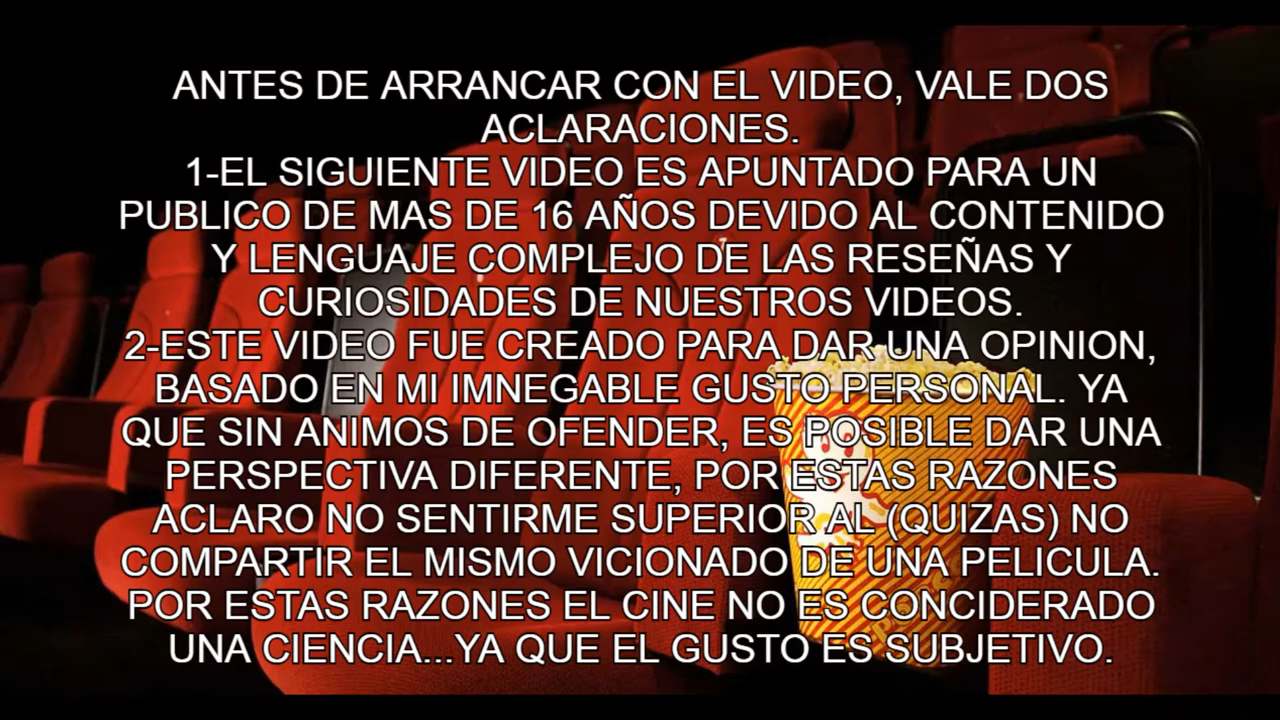 ANTES DE ARRANCAR CON EL VIDEO, VALE DOS
ACLARACIONES.
1-EL SIGUIENTE VIDEO ES APUNTADO PARA UN
PUBLICO DE MAS DE 16 AÑOS DEVIDO AL CONTENIDO
Y LENGUAJE COMPLEJO DE LAS RESEÑAS Y
CURIOSIDADES DE NUESTROS VIDEOS.
2-ESTE VIDEO FUE CREADO PARA DAR UNA OPINION,
BASADO EN MI IMNEGABLE GUSTO PERSONAL. YA
QUE SIN ANIMOS DE OFENDER, ES POSIBLE DAR UNA
PERSPECTIVA DIFERENTE, POR ESTAS RAZONES
ACLARO NO SENTIRME SUPERIOR AL (QUIZAS) NO
COMPARTIR EL MISMO VICIONADO DE UNA PELICULA.
POR ESTAS RAZONES EL CINE NO ES CONCIDERADO
UNA CIENCIA...YA QUE EL GUSTO ES SUBJETIVO.